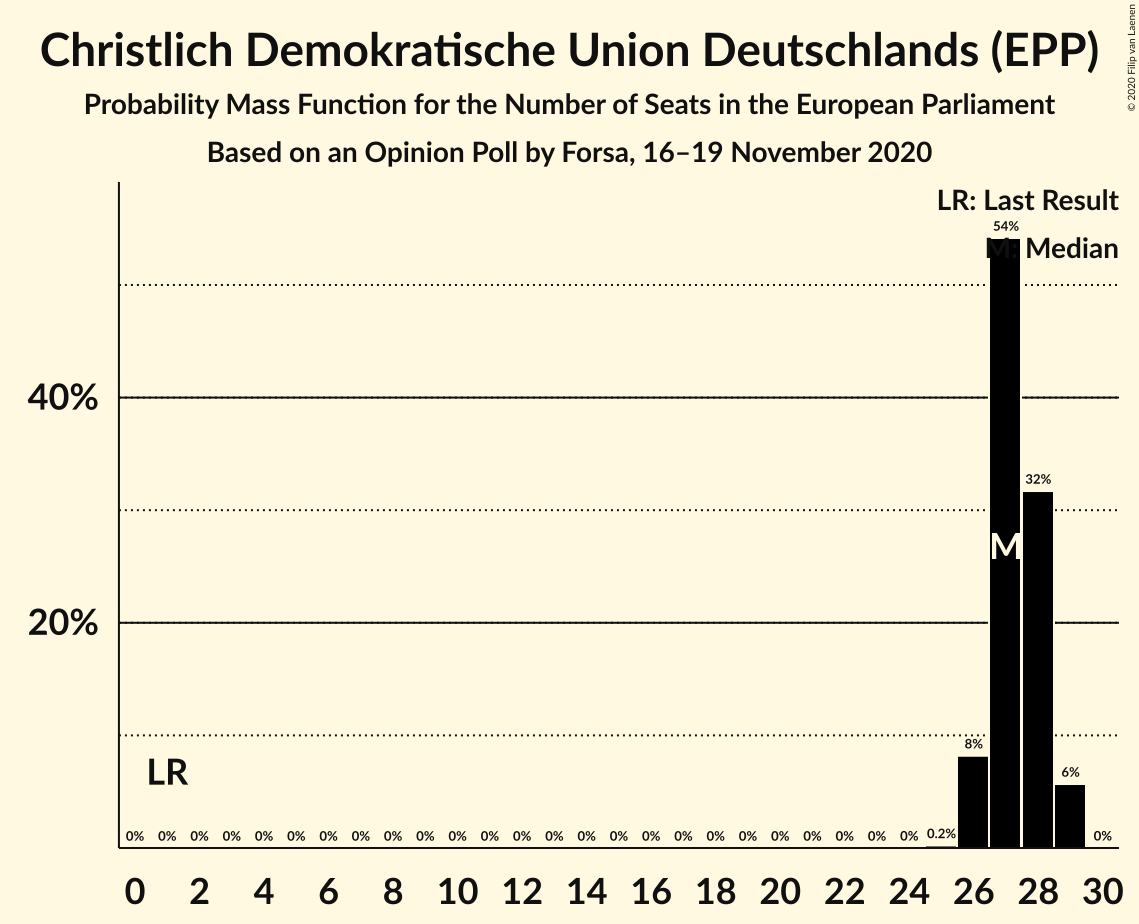 Christlich Demokratische Union Deutschlands (EPP)
Probability Mass Function for the Number of Seats in the European Parliament
Based on an Opinion Poll by Forsa, 16–19 November 2020
© 2020 Filip van Laenen
LR: Last Result
M: Median
54%
40%
32%
M
20%
8%
6%
LR
0% 0% 0% 0% 0% 0% 0% 0% 0% 0% 0% 0% 0% 0% 0% 0% 0% 0% 0% 0% 0% 0% 0% 0% 0% 0.2% 0%
0 2 4 6 8 10 12 14 16 18 20 22 24 26 28 30